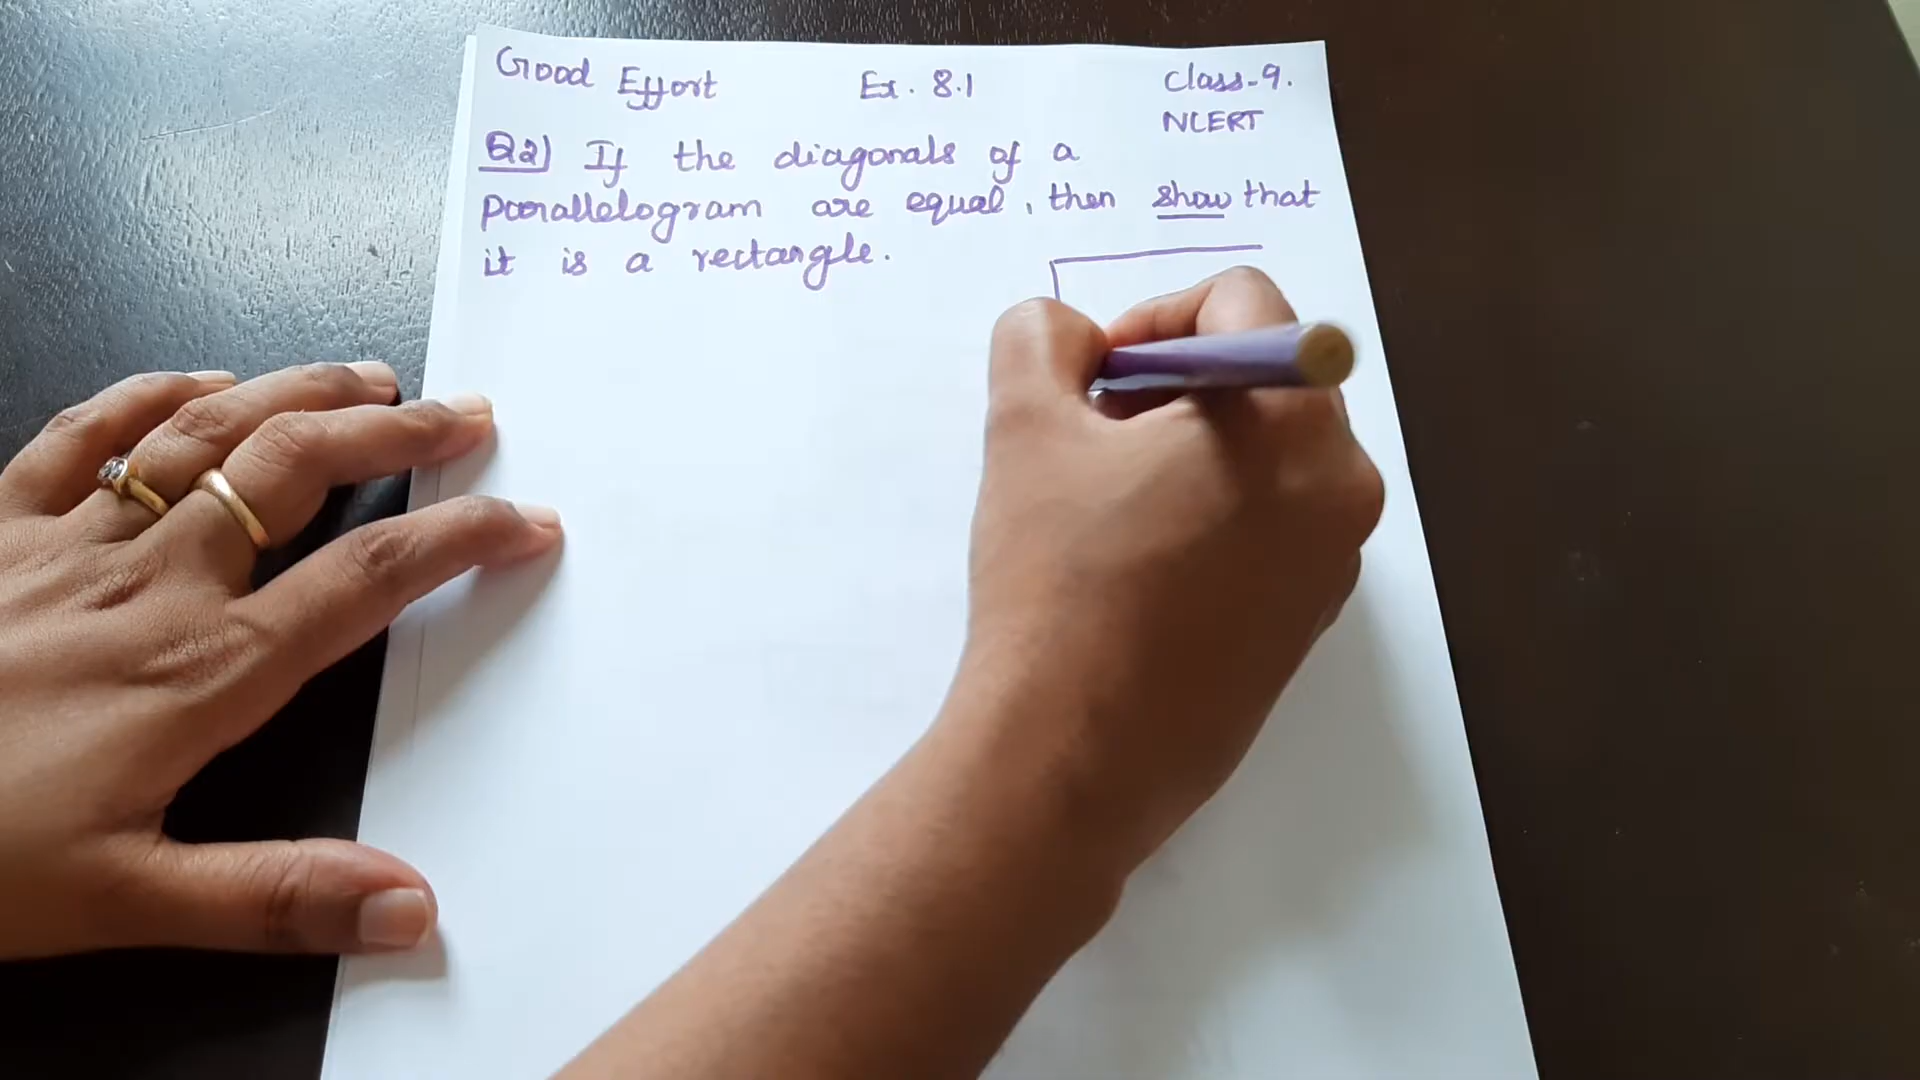 Good Effort Ex. 8.1 Class-9.
NCERT
Q2) If the diagonals of a
parallelogram are equal, then show that
it is a rectangle.